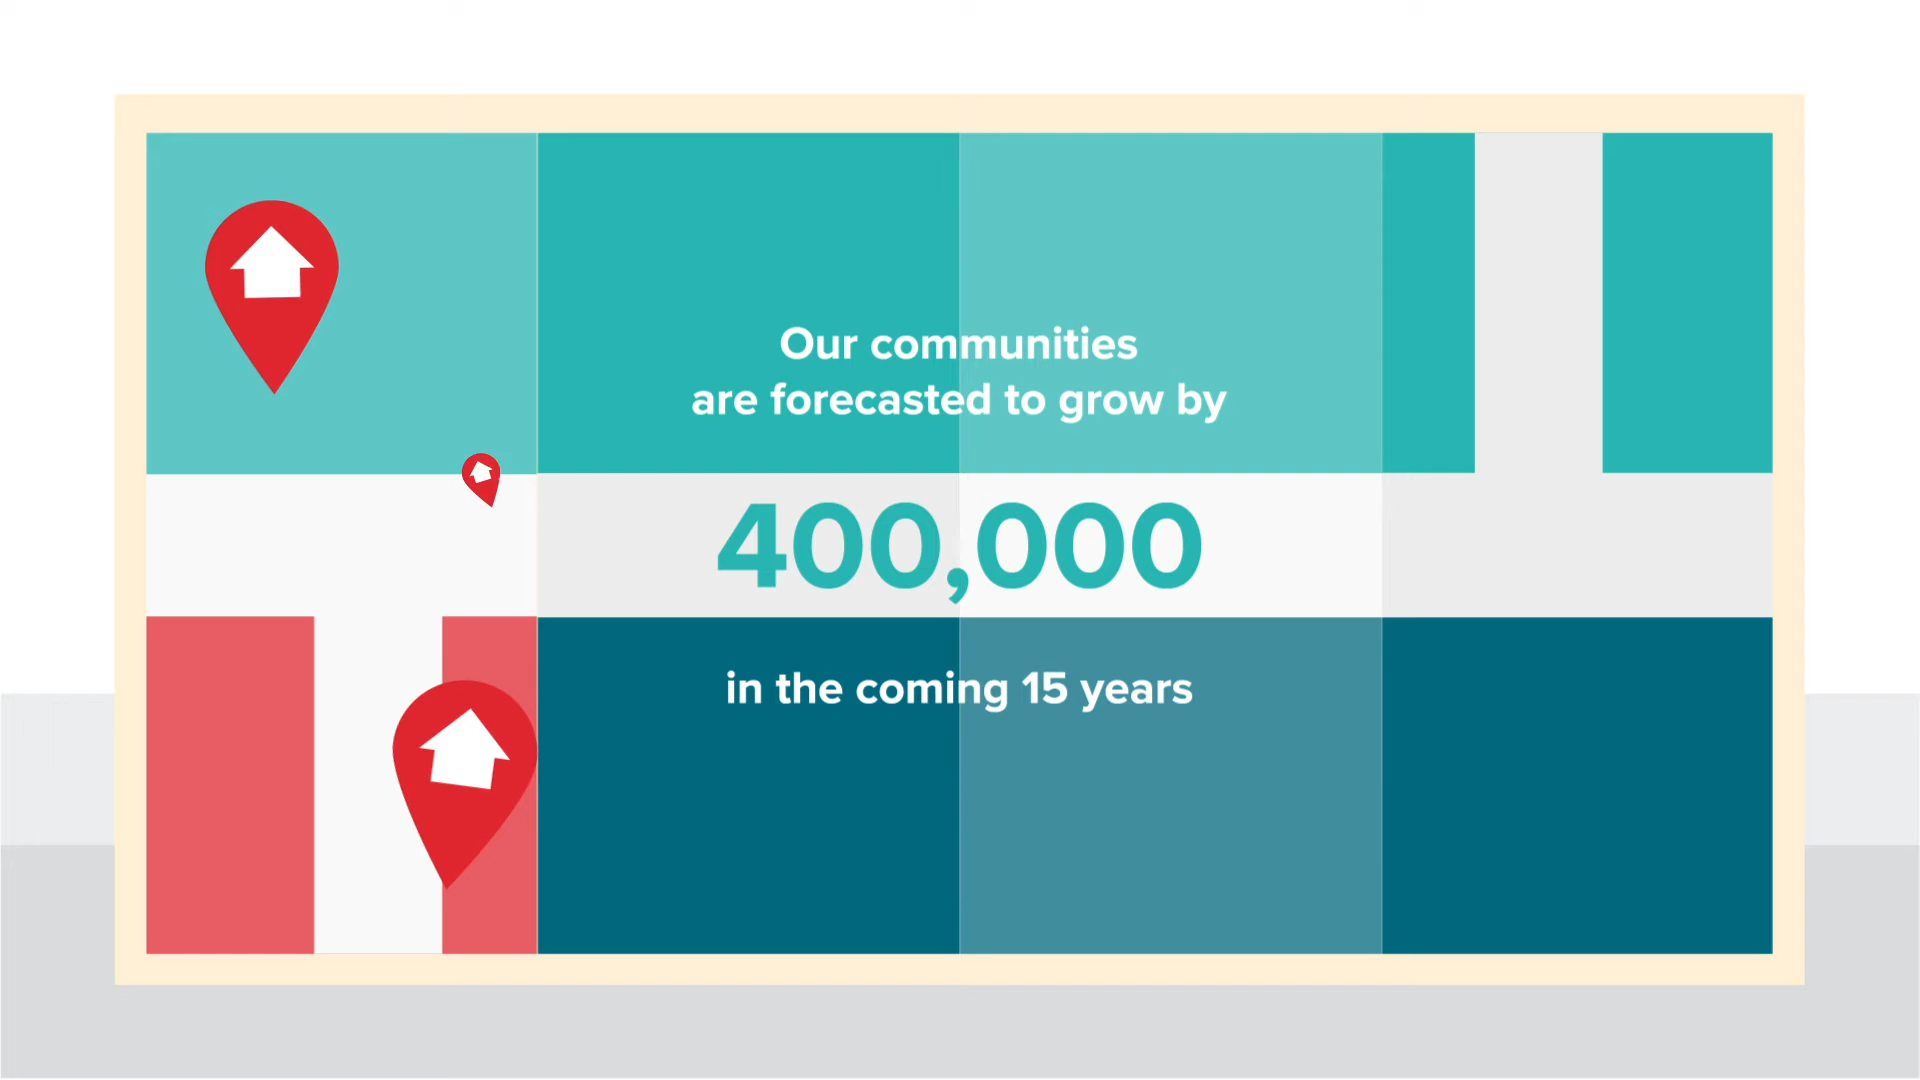 Our communities
are forecasted to grow by
400,000
in the coming 15 years